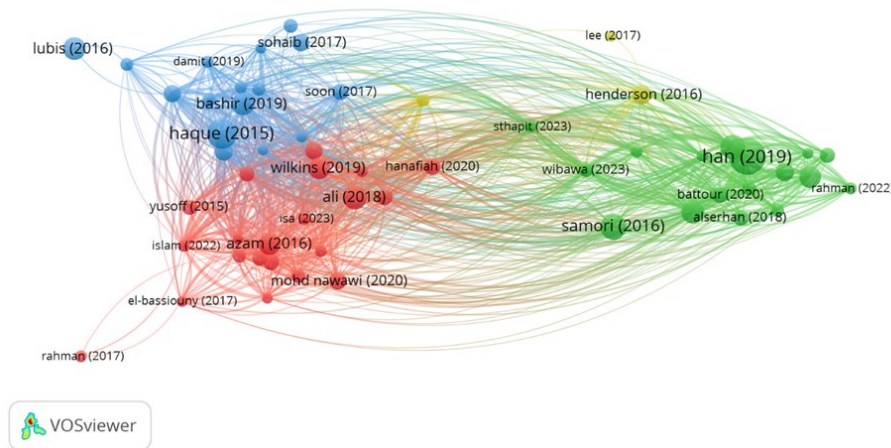 lee (2017)
sohaib (2017)
lubis (2016)
damit (2019)
soon (2017)
henderson (2016)
bashir (2019)
sthapit (2023)
haque (2015)
han (2019)
hanafiah (2020)
wilkins (2019)
wibawa (2023)
rahman (2022)
battour (2020)
ali (2018)
yusoff (2015)
alserhan (2018)
isa (2023)
samori (2016)
azam (2016)
islam (2022)
mohd nawawi (2020)
el-bassiouny (2017)
rahman (2017)
VOSviewer